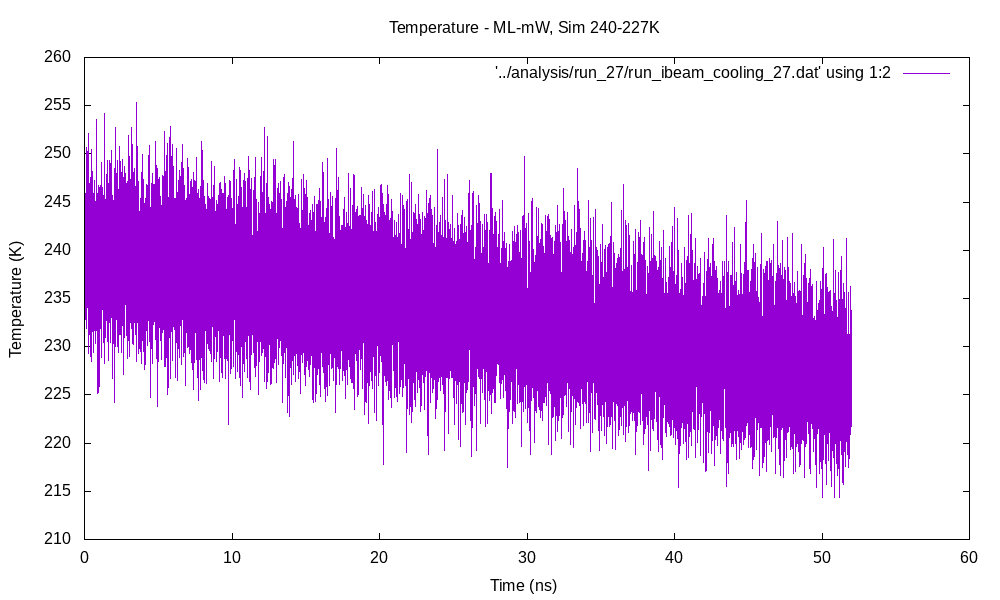 Temperature - ML-mW, Sim 240-227K
'../analysis/run_27/run_ibeam_cooling_27.dat' using 1:2
Temperature (K)
260
255
250
245
240
235
230
225
220
215
210
0 10 20 30 40 50 60
Time (ns)